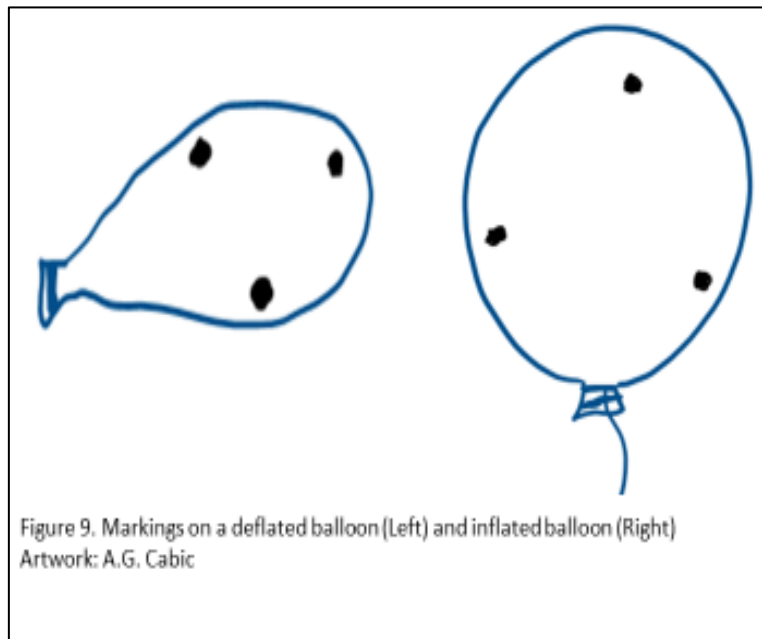 Figure 9. Markings on a deflated balloon (Left) and inflated balloon (Right)
Artwork: A.G. Cabic